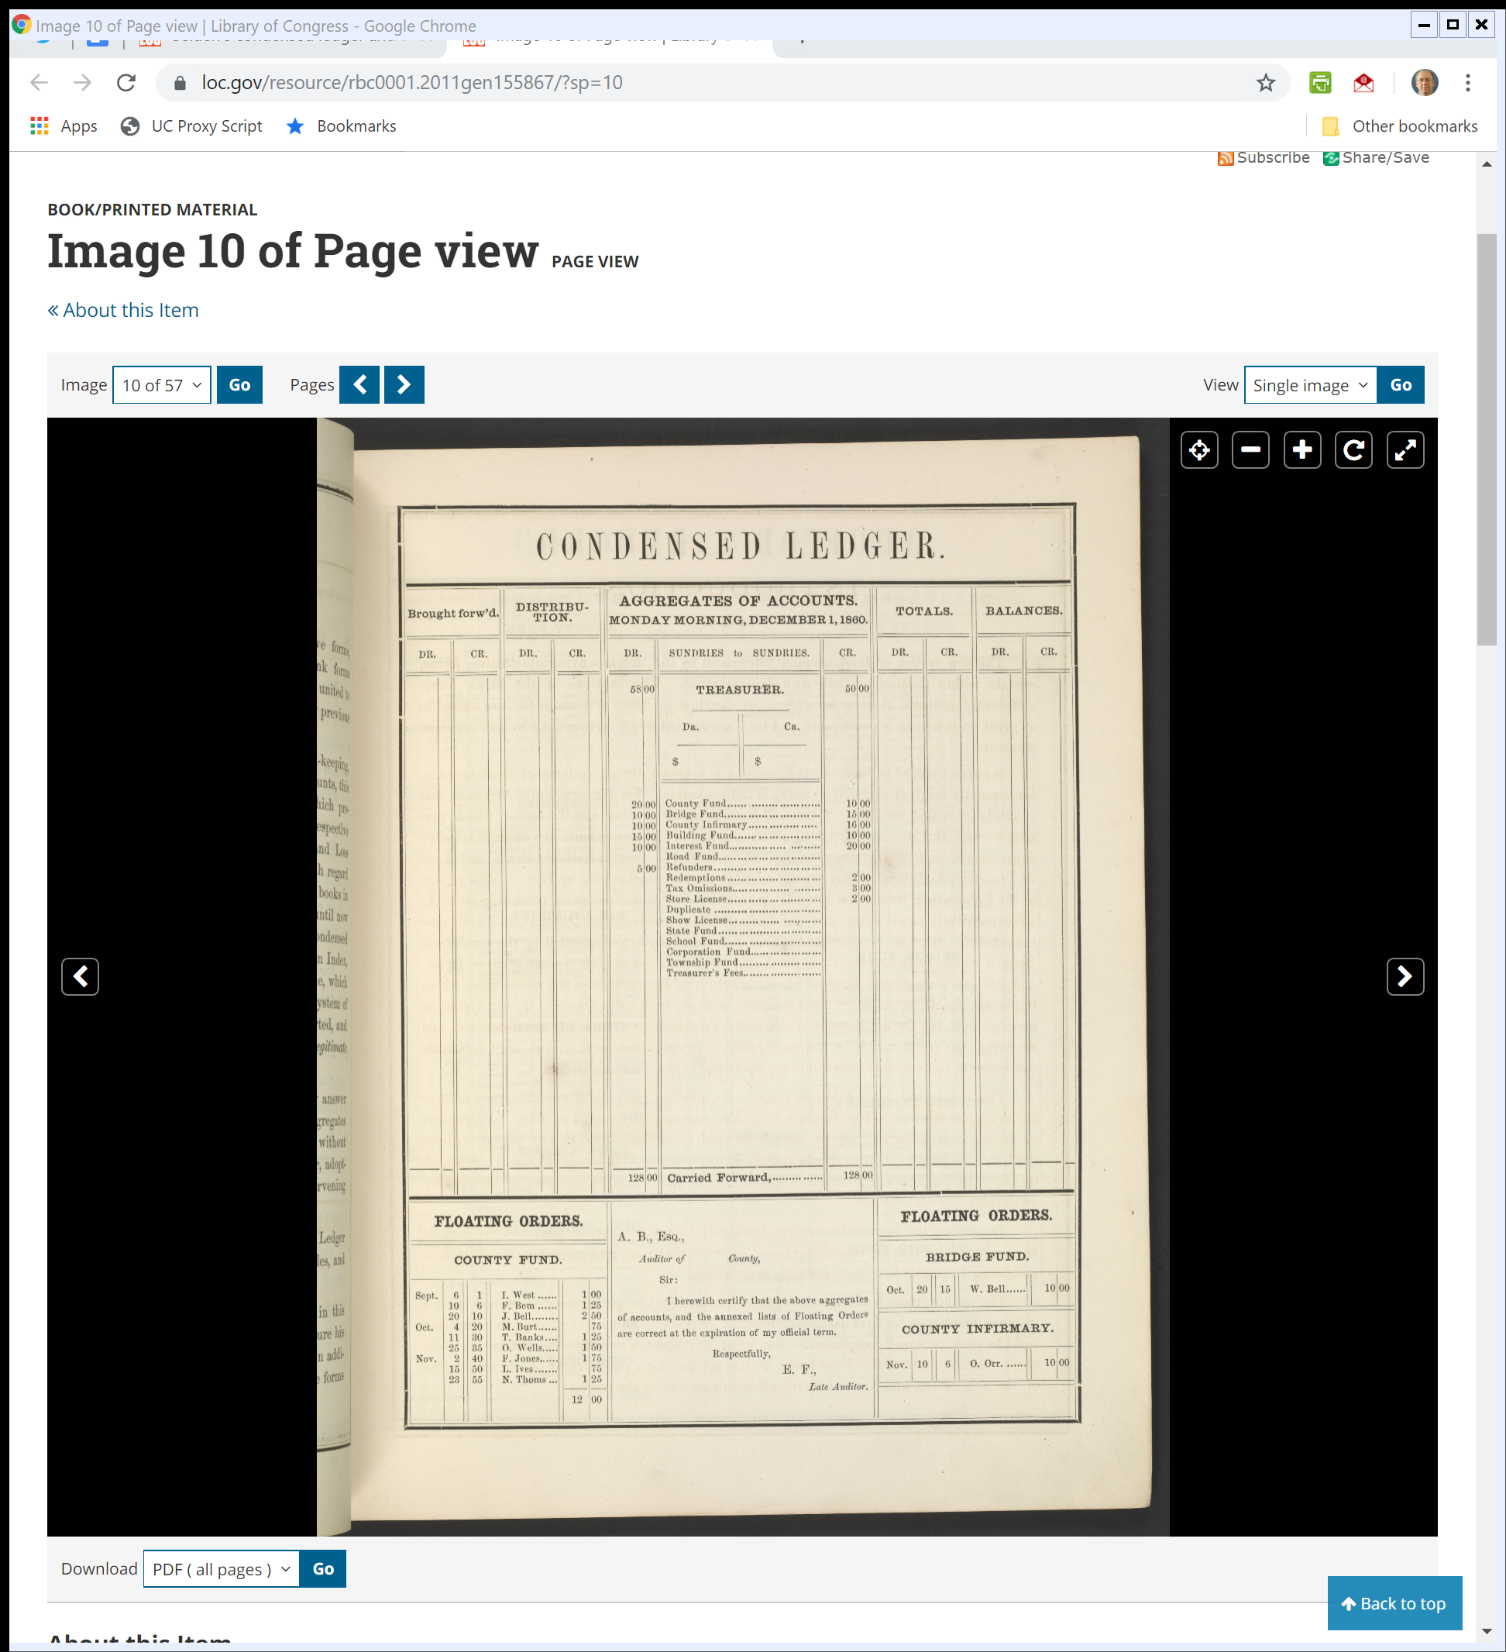 Image 10 of Page view | Library of Congress - Google Chrome
loc.gov/resource/rbc0001.2011gen155867/?sp=10
Apps UC Proxy Script Bookmarks Other bookmarks
Subscribe Share/Save
BOOK/PRINTED MATERIAL
Image 10 of Page view PAGE VIEW
« About this Item
Image 10 of 57 Go Pages View Single image Go
CONDENSED LEDGER.
Brought forw'd. DISTRIBU-
TION. AGGREGATES OF ACCOUNTS. TOTALS. BALANCES.
MONDAY MORNING, DECEMBER 1, 1860.
DR. CR. DR. CR. DR. SUNDRIES to SUNDRIES. CR. DR. CR. DR. CR.
58 00 TREASURER. 50 00
DR. CR.
$ $
20 00 County Fund 10 00
10 00 Bridge Fund 15 00
10 00 County Infirmary 16 00
15 00 Building Fund 10 00
10 00 Interest Fund 20 00
Road Fund
5 00 Refunders
Redemptions 2 00
Tax Omissions 3 00
Store License 2 00
Duplicate
Show License
State Fund
School Fund
Corporation Fund
Township Fund
Treasurer's Fees
128 00 Carried Forward, 128 00
FLOATING ORDERS.
COUNTY FUND.
Sept. 6 1 I. West 1 00
10 6 F. Bem 1 25
20 10 J. Bell 2 50
Oct. 4 20 M. Burt 75
11 30 T. Banks 1 25
25 35 O. Wells 1 50
Nov. 2 40 F. Jones 1 75
15 50 L. Ives 75
23 55 N. Thoms 1 25
12 00
A. B., Esq.,
Auditor of County,
Sir:
I herewith certify that the above aggregates
of accounts, and the annexed lists of Floating Orders
are correct at the expiration of my official term.
Respectfully,
E. F.,
Late Auditor.
FLOATING ORDERS.
BRIDGE FUND.
Oct. 20 15 W. Bell 10 00
COUNTY INFIRMARY.
Nov. 10 6 O. Orr. 10 00
Download PDF ( all pages ) Go
Back to top
About this Item